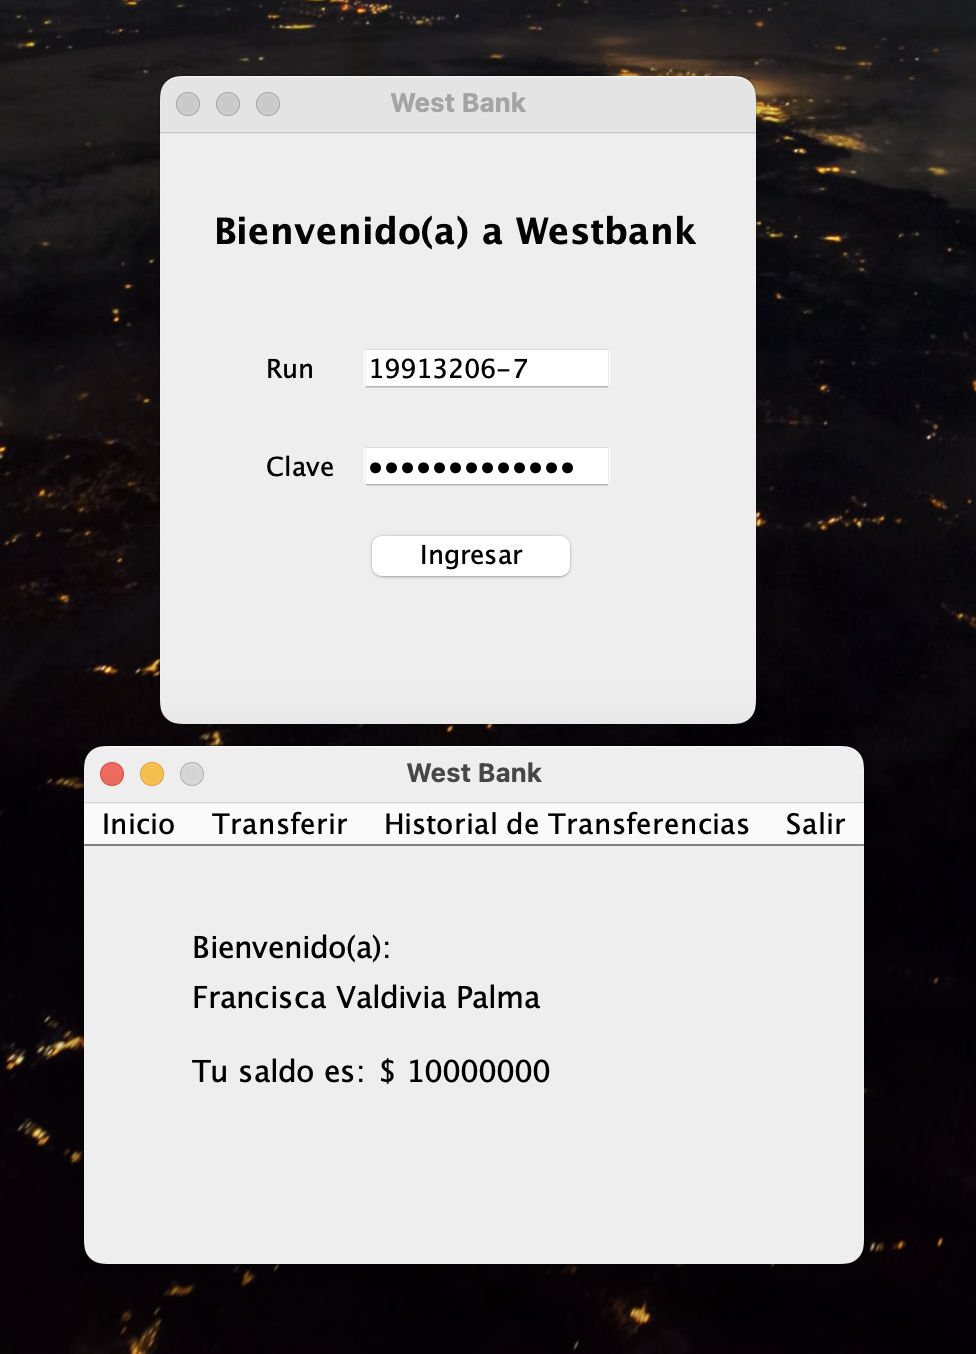 West Bank
Bienvenido(a) a Westbank
Run 19913206-7
Clave •••••••••••••
Ingresar
West Bank
Inicio Transferir Historial de Transferencias Salir
Bienvenido(a):
Francisca Valdivia Palma
Tu saldo es: $ 10000000